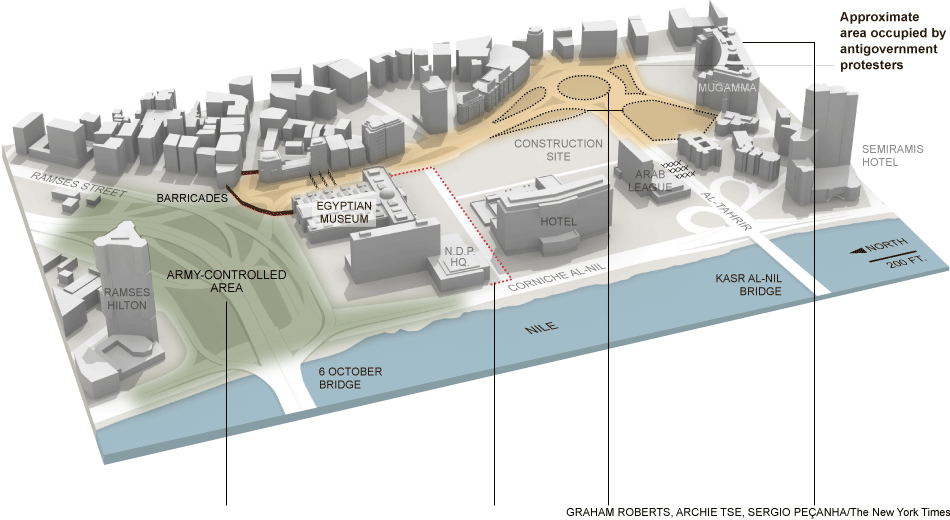 Approximate
area occupied by
antigovernment
protesters
MUGAMMA
CONSTRUCTION
SITE
SEMIRAMIS
HOTEL
ARAB
LEAGUE
RAMSES STREET
BARRICADES
EGYPTIAN
MUSEUM
HOTEL
AL-TAHRIR
N.D.P.
HQ.
NORTH
200 FT.
ARMY-CONTROLLED
AREA
CORNICHE AL-NIL
KASR AL-NIL
BRIDGE
RAMSES
HILTON
NILE
6 OCTOBER
BRIDGE
GRAHAM ROBERTS, ARCHIE TSE, SERGIO PEÇANHA/The New York Times